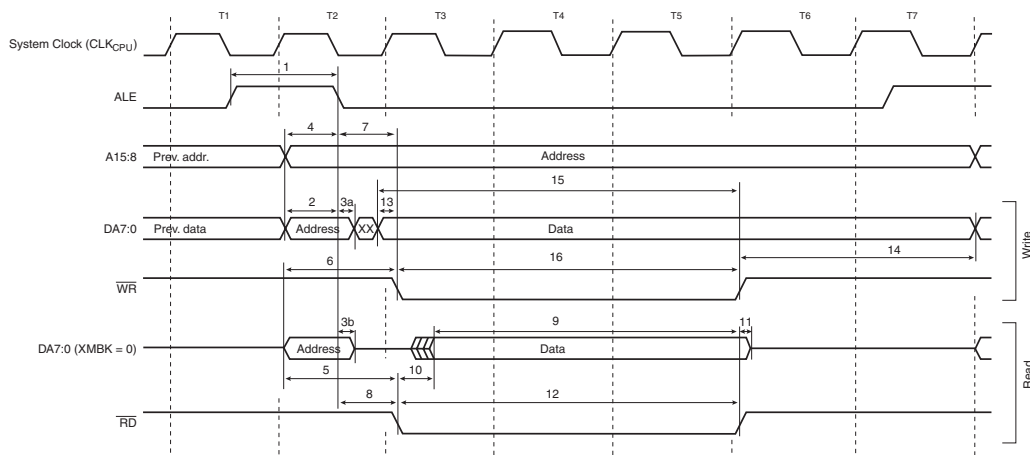 T1 T2 T3 T4 T5 T6 T7
System Clock (CLKCPU)
1
ALE
4 7
A15:8 Prev. addr. Address
15
2 3a 13
DA7:0 Prev. data Address XX Data
14
6 16
WR
Write
3b 9 11
DA7:0 (XMBK = 0) Address Data
5 10
8 12
RD
Read